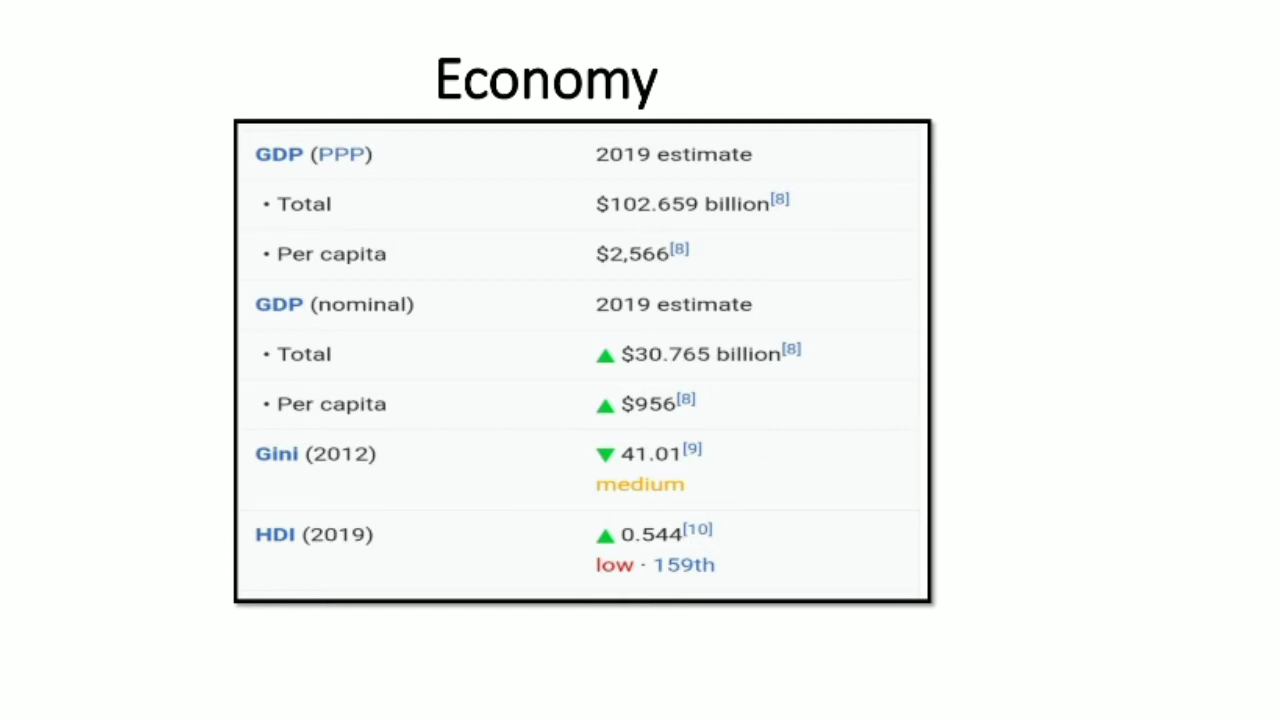 Economy
GDP (PPP) 2019 estimate
• Total $102.659 billion[8]
• Per capita $2,566[8]
GDP (nominal) 2019 estimate
• Total ▲ $30.765 billion[8]
• Per capita ▲ $956[8]
Gini (2012) ▼ 41.01[9]
medium
HDI (2019) ▲ 0.544[10]
low · 159th